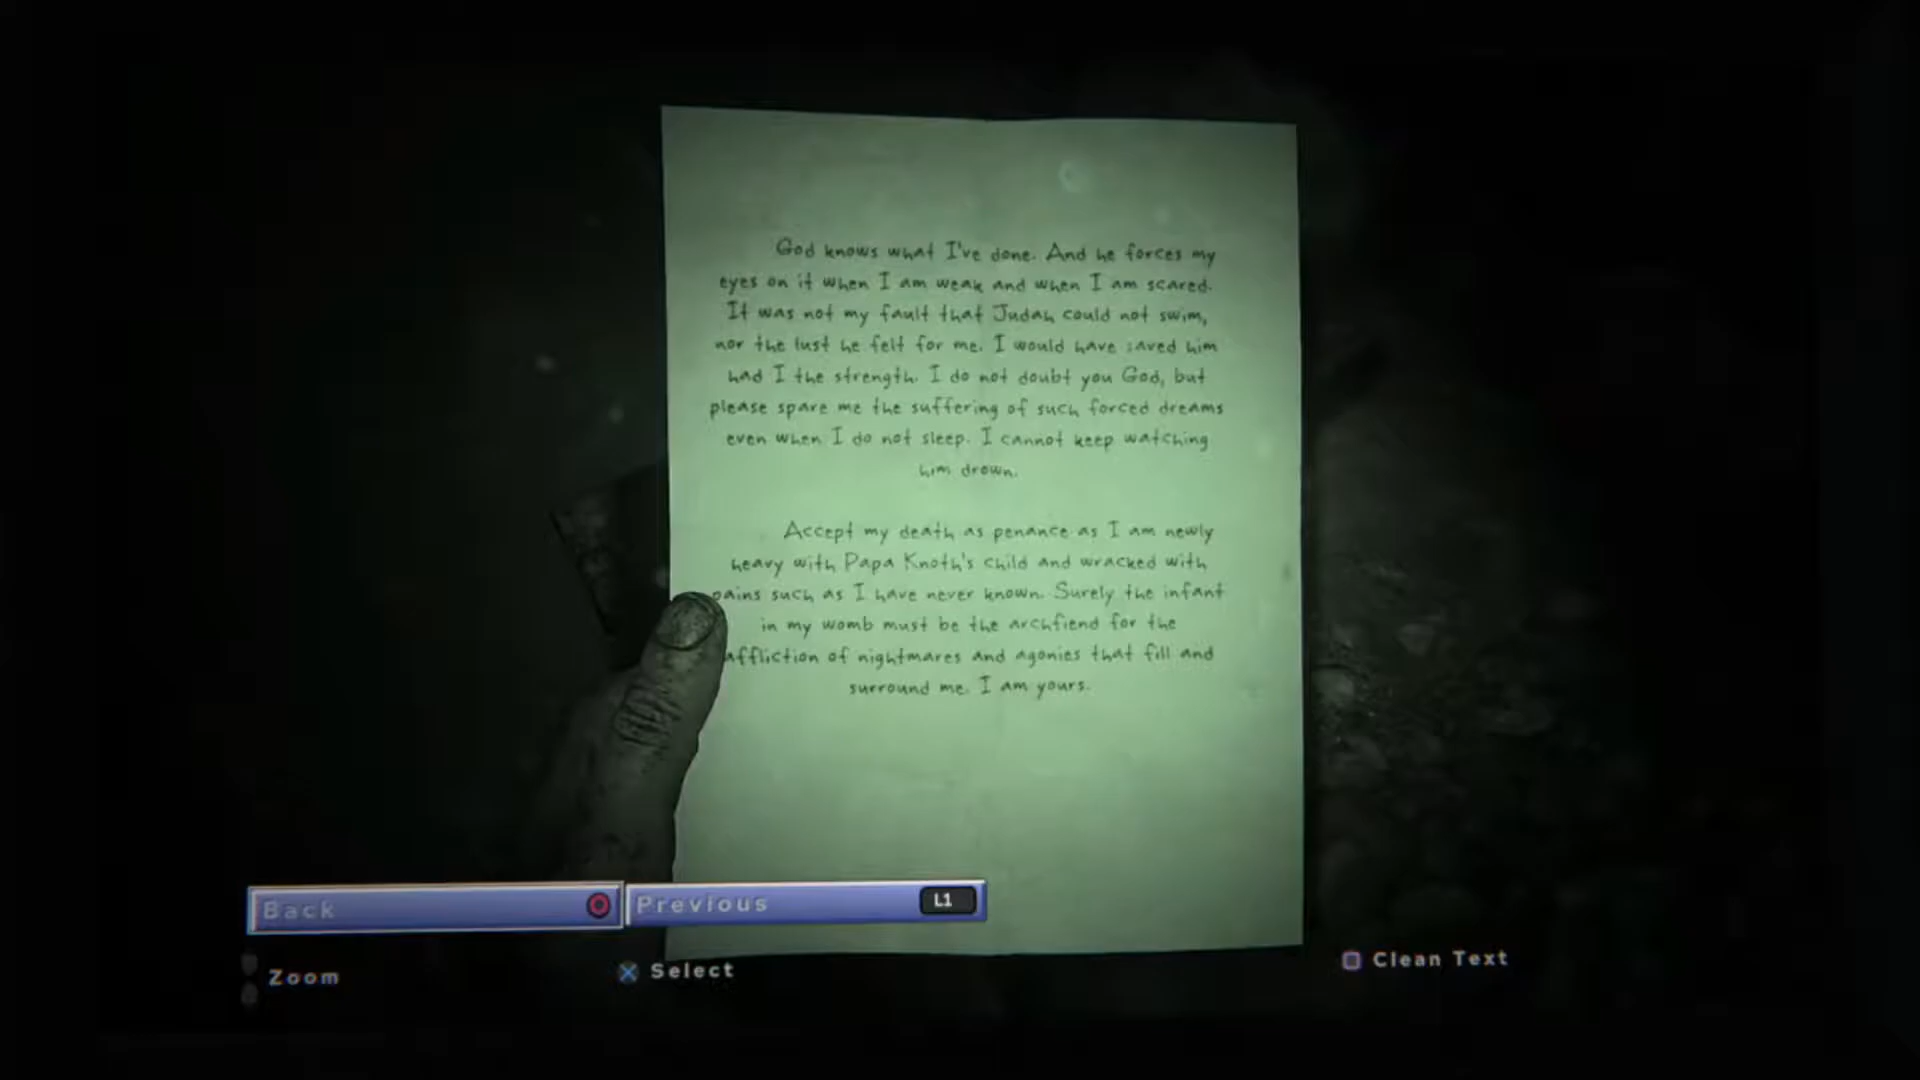 God knows what I've done. And he forces my
eyes on it when I am weak and when I am scared.
It was not my fault that Judah could not swim,
nor the lust he felt for me. I would have saved him
had I the strength. I do not doubt you God, but
please spare me the suffering of such forced dreams
even when I do not sleep. I cannot keep watching
him drown.
Accept my death as penance as I am newly
heavy with Papa Knoth's child and wracked with
pains such as I have never known. Surely the infant
in my womb must be the archfiend for the
affliction of nightmares and agonies that fill and
surround me. I am yours.
Back
Previous L1
Zoom
Select
Clean Text